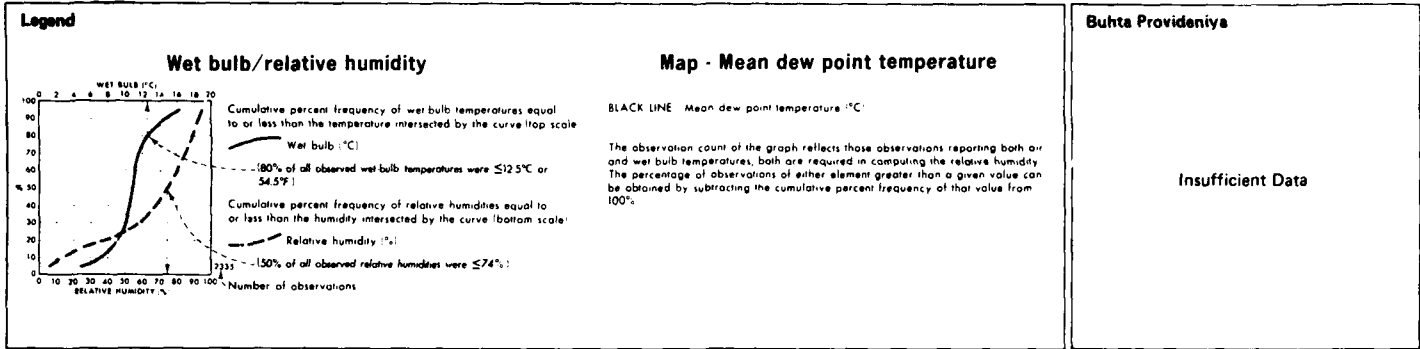 Legend
Wet bulb/relative humidity
WET BULB (°C)
0 2 4 6 8 10 12 14 16 18 20
100
90
80
70
60
50
40
30
20
10
0
%
0 10 20 30 40 50 60 70 80 90 100
RELATIVE HUMIDITY (%)
Cumulative percent frequency of wet bulb temperatures equal
to or less than the temperature intersected by the curve (top scale
Wet bulb (°C)
(80% of all observed wet-bulb temperatures were ≤12.5°C or
54.5°F)
Cumulative percent frequency of relative humidities equal to
or less than the humidity intersected by the curve (bottom scale)
Relative humidity (%)
(50% of all observed relative humidities were ≤74%)
7335
Number of observations
Map - Mean dew point temperature
BLACK LINE Mean dew point temperature (°C)
The observation count of the graph reflects those observations reporting both air
and wet bulb temperatures, both are required in computing the relative humidity
The percentage of observations of either element greater than a given value can
be obtained by subtracting the cumulative percent frequency of that value from
100%
Buhta Provideniya
Insufficient Data